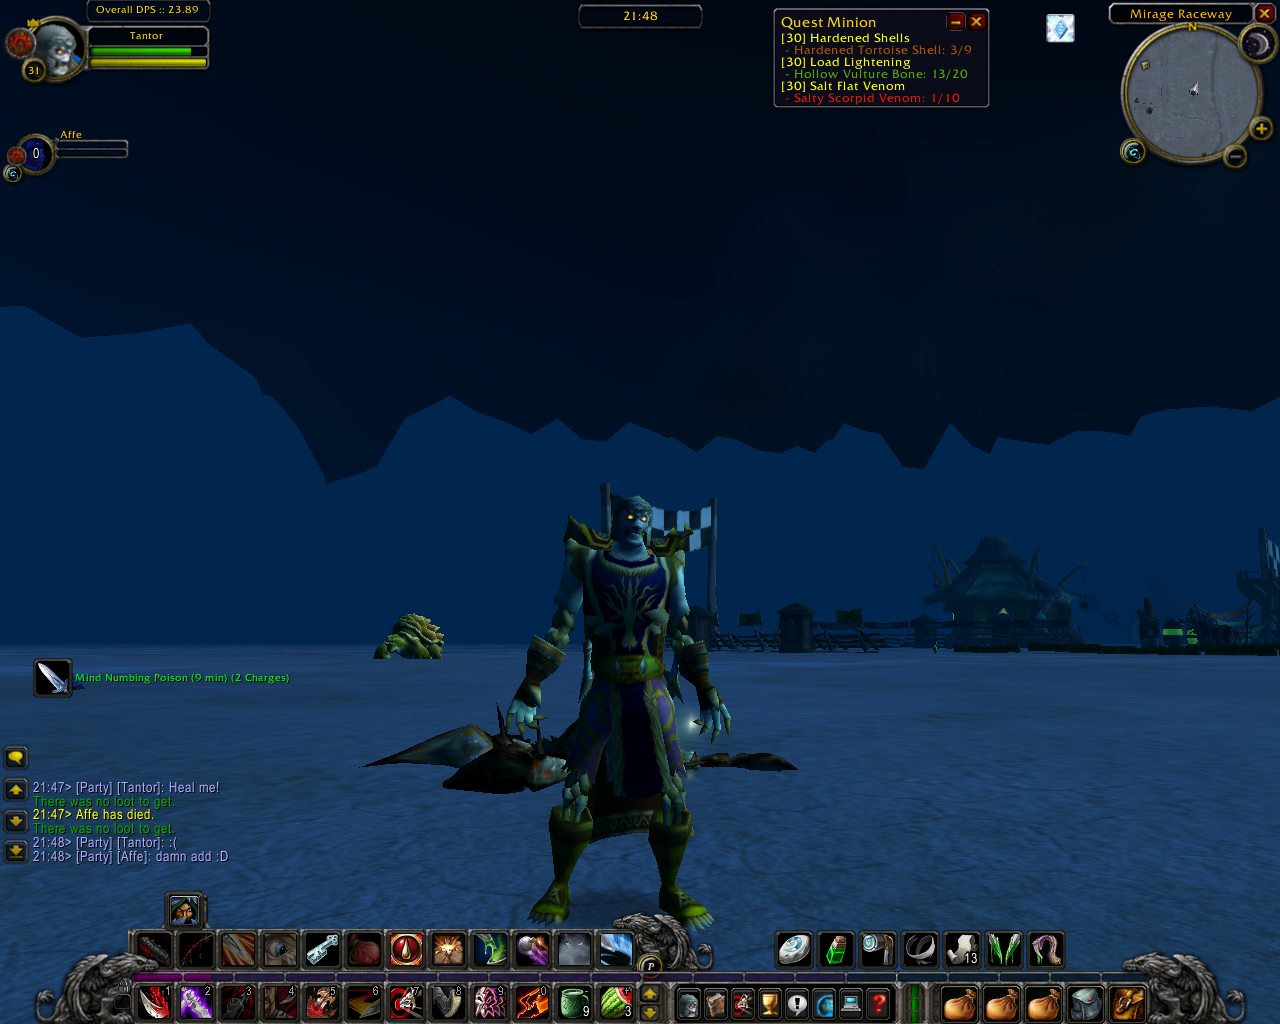 Overall DPS :: 23.89
Tantor
31
Affe
0
21:48
Quest Minion
[30] Hardened Shells
- Hardened Tortoise Shell: 3/9
[30] Load Lightening
- Hollow Vulture Bone: 13/20
[30] Salt Flat Venom
- Salty Scorpid Venom: 1/10
Mirage Raceway
N
Mind Numbing Poison (9 min) (2 Charges)
21:47> [Party] [Tantor]: Heal me!
There was no loot to get.
21:47> Affe has died.
There was no loot to get.
21:48> [Party] [Tantor]: :(
21:48> [Party] [Affe]: damn add :D
13
P
1 2 3 4 5 6 7 8 9 0
9
3